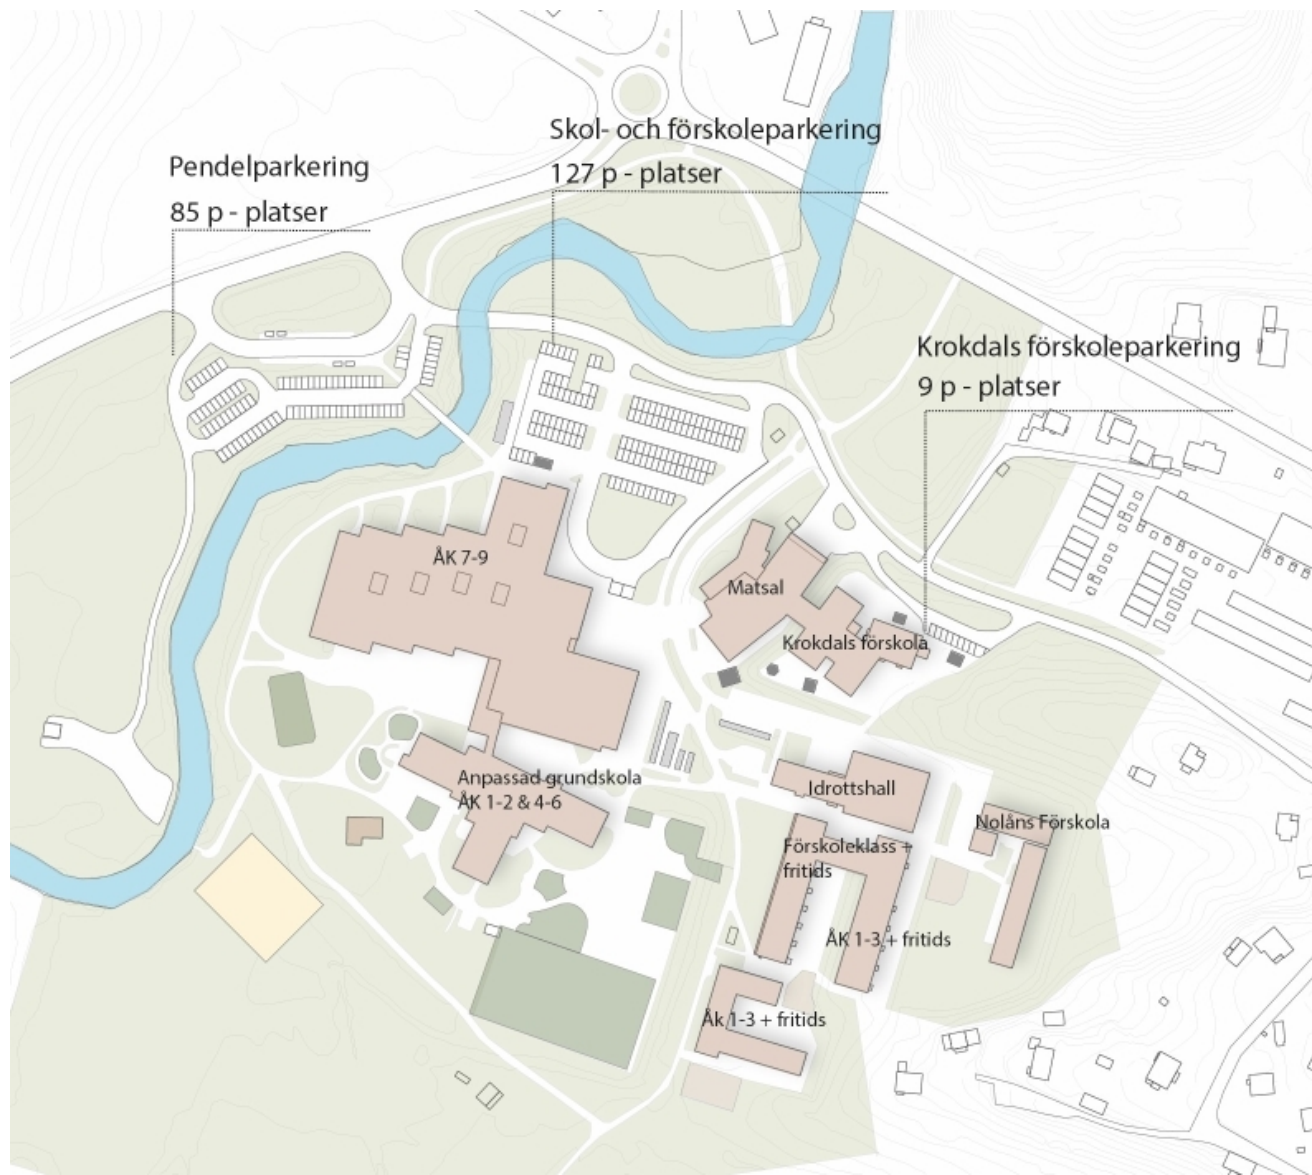 Skol- och förskoleparkering
127 p - platser
Pendelparkering
85 p - platser
Krokdals förskoleparkering
9 p - platser
ÅK 7-9
Matsal
Krokdals förskola
Anpassad grundskola
ÅK 1-2 & 4-6
Idrottshall
Nolåns Förskola
Förskoleklass +
fritids
ÅK 1-3 + fritids
Åk 1-3 + fritids